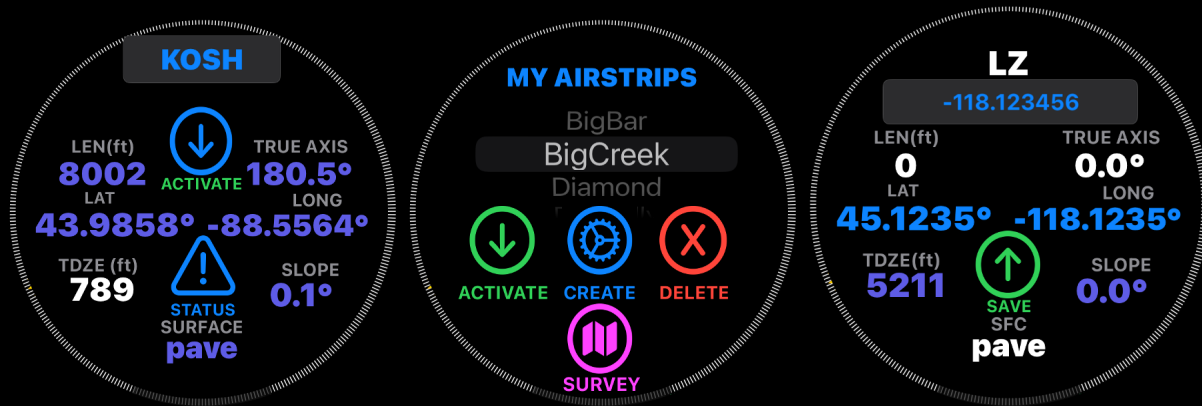 KOSH
LEN(ft)
TRUE AXIS
8002
ACTIVATE
180.5°
LAT
LONG
43.9858°
-88.5564°
TDZE (ft)
SLOPE
789
0.1°
STATUS
SURFACE
pave
MY AIRSTRIPS
BigBar
BigCreek
Diamond
ACTIVATE
CREATE
DELETE
SURVEY
LZ
-118.123456
LEN(ft)
TRUE AXIS
0
0.0°
LAT
LONG
45.1235°
-118.1235°
TDZE(ft)
SLOPE
5211
0.0°
SAVE
SFC
pave